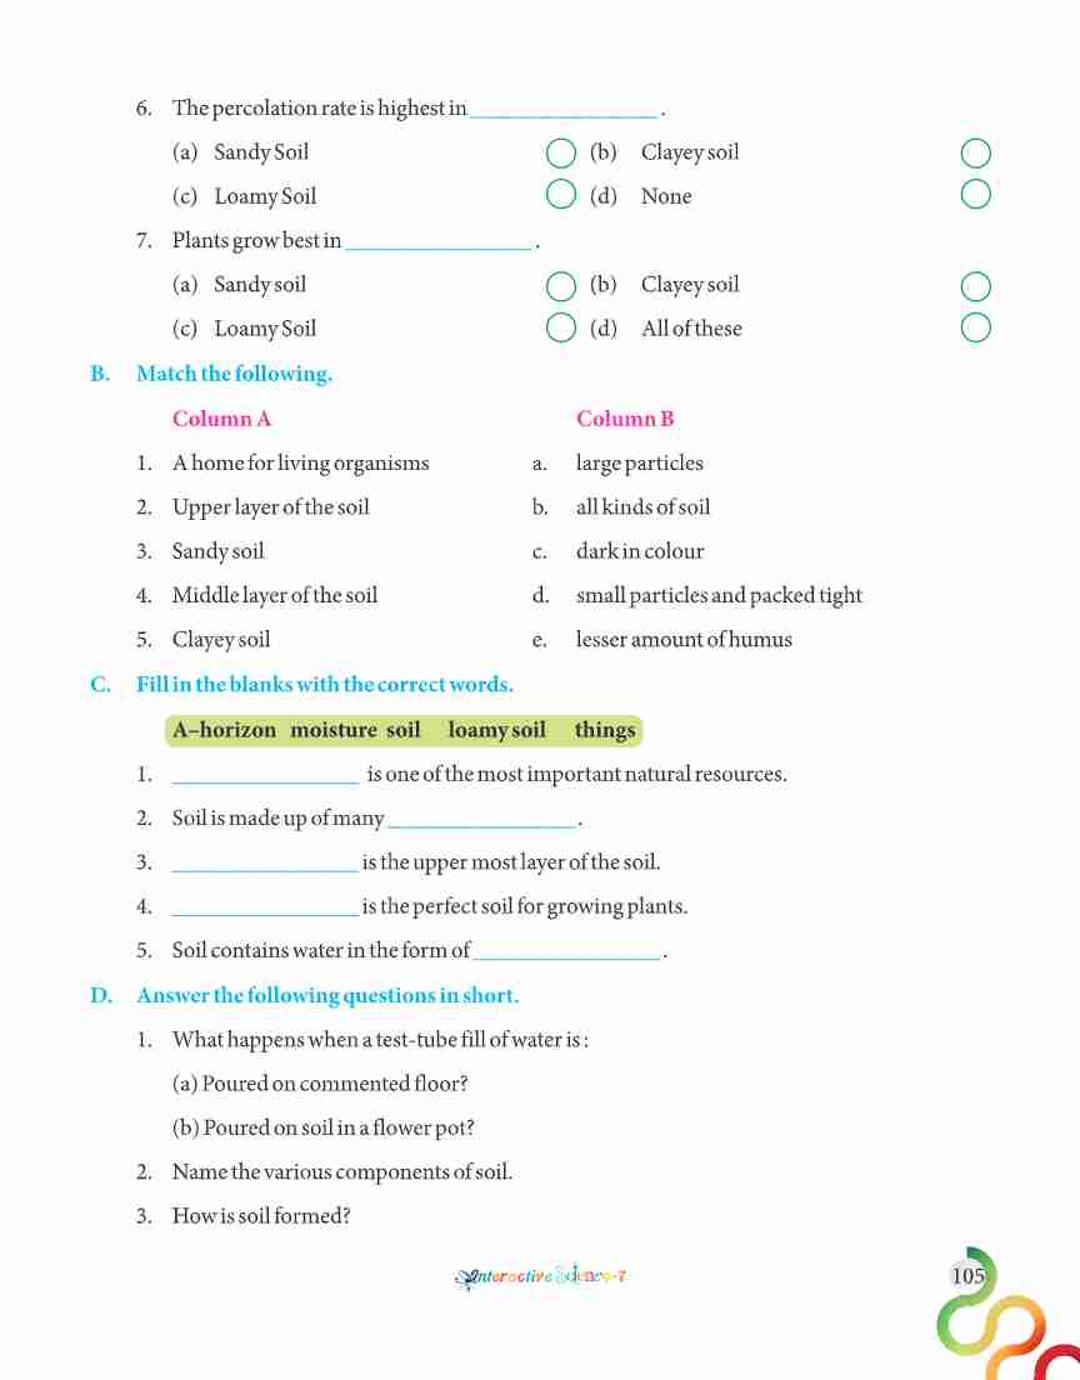 6. The percolation rate is highest in ____________ .
(a) Sandy Soil (b) Clayey soil
(c) Loamy Soil (d) None
7. Plants grow best in ____________ .
(a) Sandy soil (b) Clayey soil
(c) Loamy Soil (d) All of these
B. Match the following.
Column A Column B
1. A home for living organisms a. large particles
2. Upper layer of the soil b. all kinds of soil
3. Sandy soil c. dark in colour
4. Middle layer of the soil d. small particles and packed tight
5. Clayey soil e. lesser amount of humus
C. Fill in the blanks with the correct words.
A–horizon moisture soil loamy soil things
1. ____________ is one of the most important natural resources.
2. Soil is made up of many ____________ .
3. ____________ is the upper most layer of the soil.
4. ____________ is the perfect soil for growing plants.
5. Soil contains water in the form of ____________ .
D. Answer the following questions in short.
1. What happens when a test-tube fill of water is :
(a) Poured on commented floor?
(b) Poured on soil in a flower pot?
2. Name the various components of soil.
3. How is soil formed?
Interactive Science-7
105